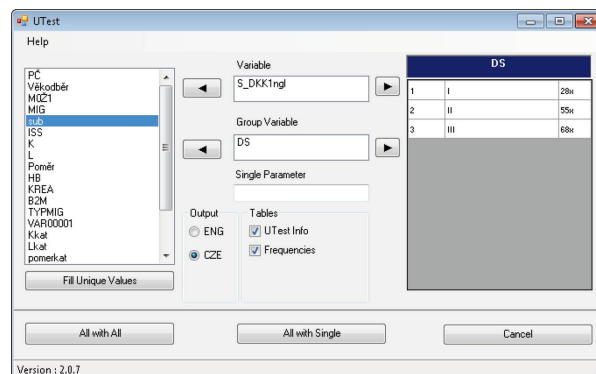 UTest
Help
PČ
Věkodběr
M0Ž1
MIG
sub
ISS
K
L
Poměr
HB
KREA
B2M
TYPMIG
VAR00001
Kkat
Lkat
pomerkat
Fill Unique Values
Variable
S_DKK1ngl
Group Variable
DS
Single Parameter
Output
ENG
CZE
Tables
UTest Info
Frequencies
DS
1 I 28x
2 II 55x
3 III 68x
All with All
All with Single
Cancel
Version : 2.0.7